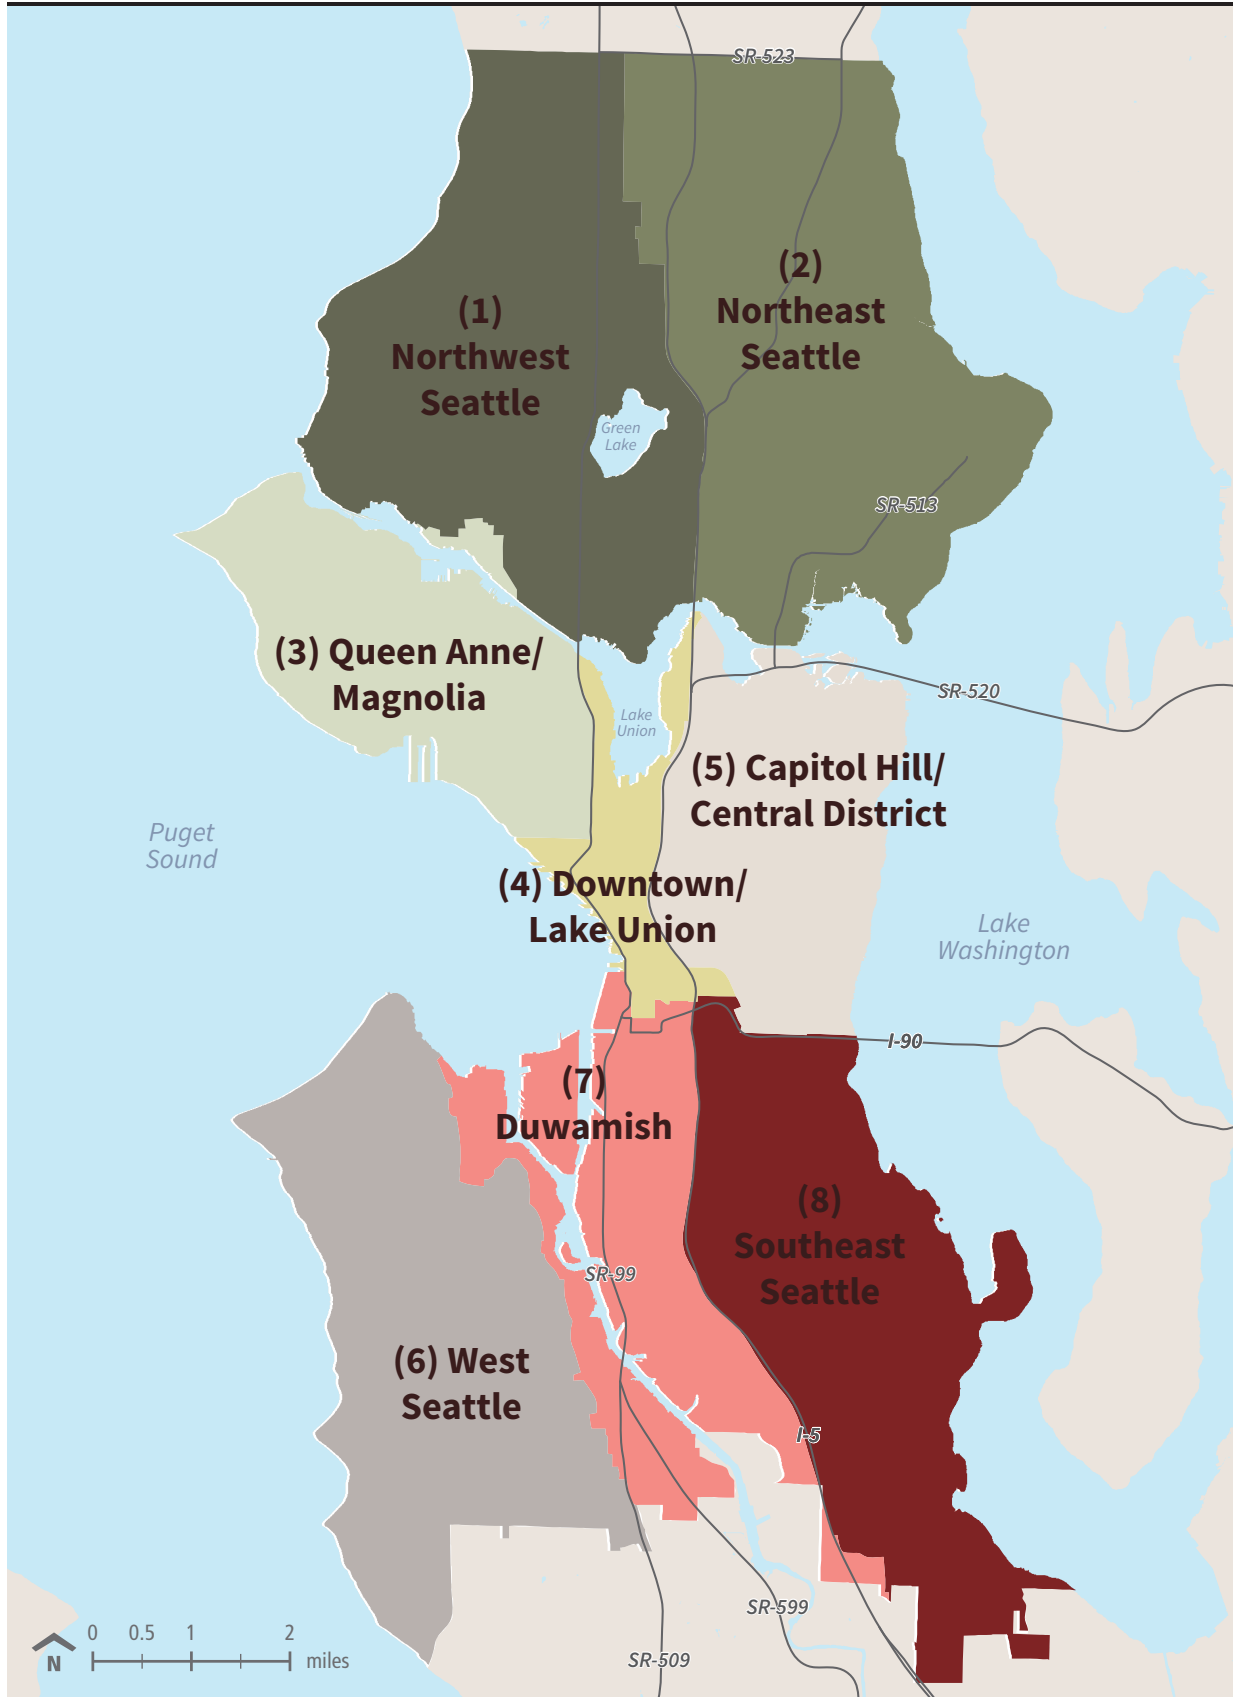 SR-523
(1)
Northwest
Seattle
(2)
Northeast
Seattle
Green
Lake
SR-513
(3) Queen Anne/
Magnolia
SR-520
Lake
Union
(5) Capitol Hill/
Central District
Puget
Sound
(4) Downtown/
Lake Union
Lake
Washington
I-90
(7)
Duwamish
(8)
Southeast
Seattle
SR-99
(6) West
Seattle
I-5
SR-599
SR-509
N
0 0.5 1 2
miles